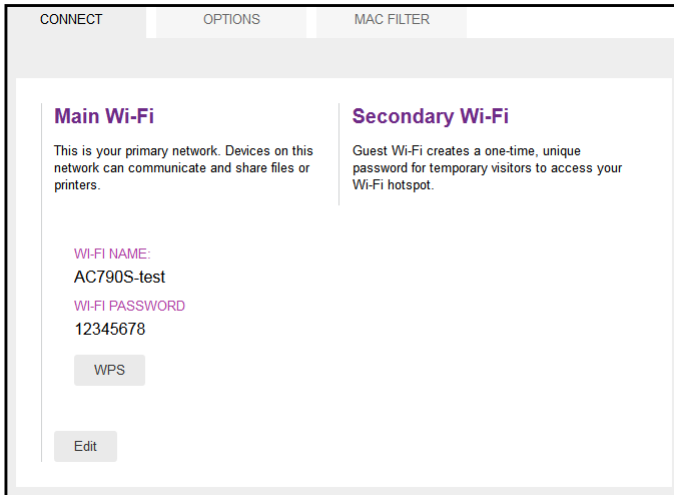 CONNECT OPTIONS MAC FILTER
Main Wi-Fi
This is your primary network. Devices on this
network can communicate and share files or
printers.
Secondary Wi-Fi
Guest Wi-Fi creates a one-time, unique
password for temporary visitors to access your
Wi-Fi hotspot.
WI-FI NAME:
AC790S-test
WI-FI PASSWORD
12345678
WPS
Edit